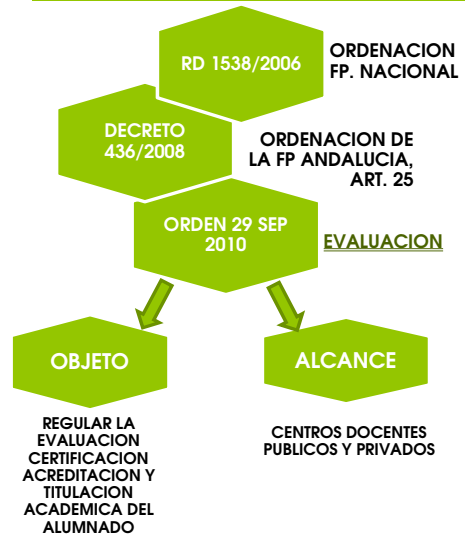 RD 1538/2006
ORDENACION
FP. NACIONAL
DECRETO
436/2008
ORDENACION DE
LA FP ANDALUCIA,
ART. 25
ORDEN 29 SEP
2010
EVALUACION
OBJETO
ALCANCE
REGULAR LA
EVALUACION
CERTIFICACION
ACREDITACION Y
TITULACION
ACADEMICA DEL
ALUMNADO
CENTROS DOCENTES
PUBLICOS Y PRIVADOS